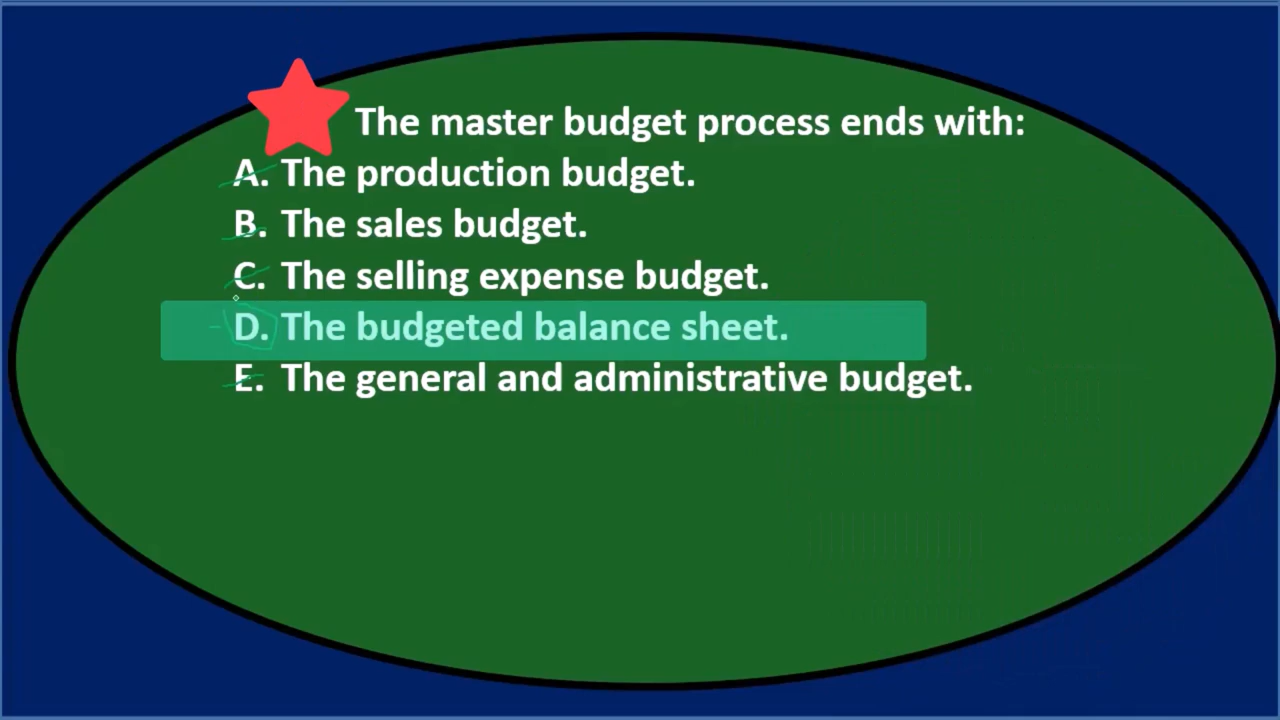 The master budget process ends with:
A. The production budget.
B. The sales budget.
C. The selling expense budget.
D. The budgeted balance sheet.
E. The general and administrative budget.